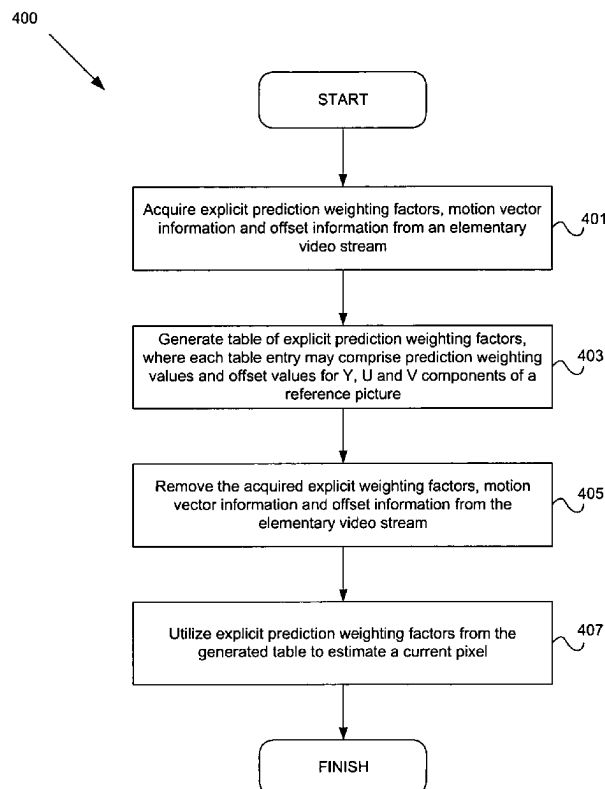 400
START
Acquire explicit prediction weighting factors, motion vector
information and offset information from an elementary
video stream
401
Generate table of explicit prediction weighting factors,
where each table entry may comprise prediction weighting
values and offset values for Y, U and V components of a
reference picture
403
Remove the acquired explicit weighting factors, motion
vector information and offset information from the
elementary video stream
405
Utilize explicit prediction weighting factors from the
generated table to estimate a current pixel
407
FINISH